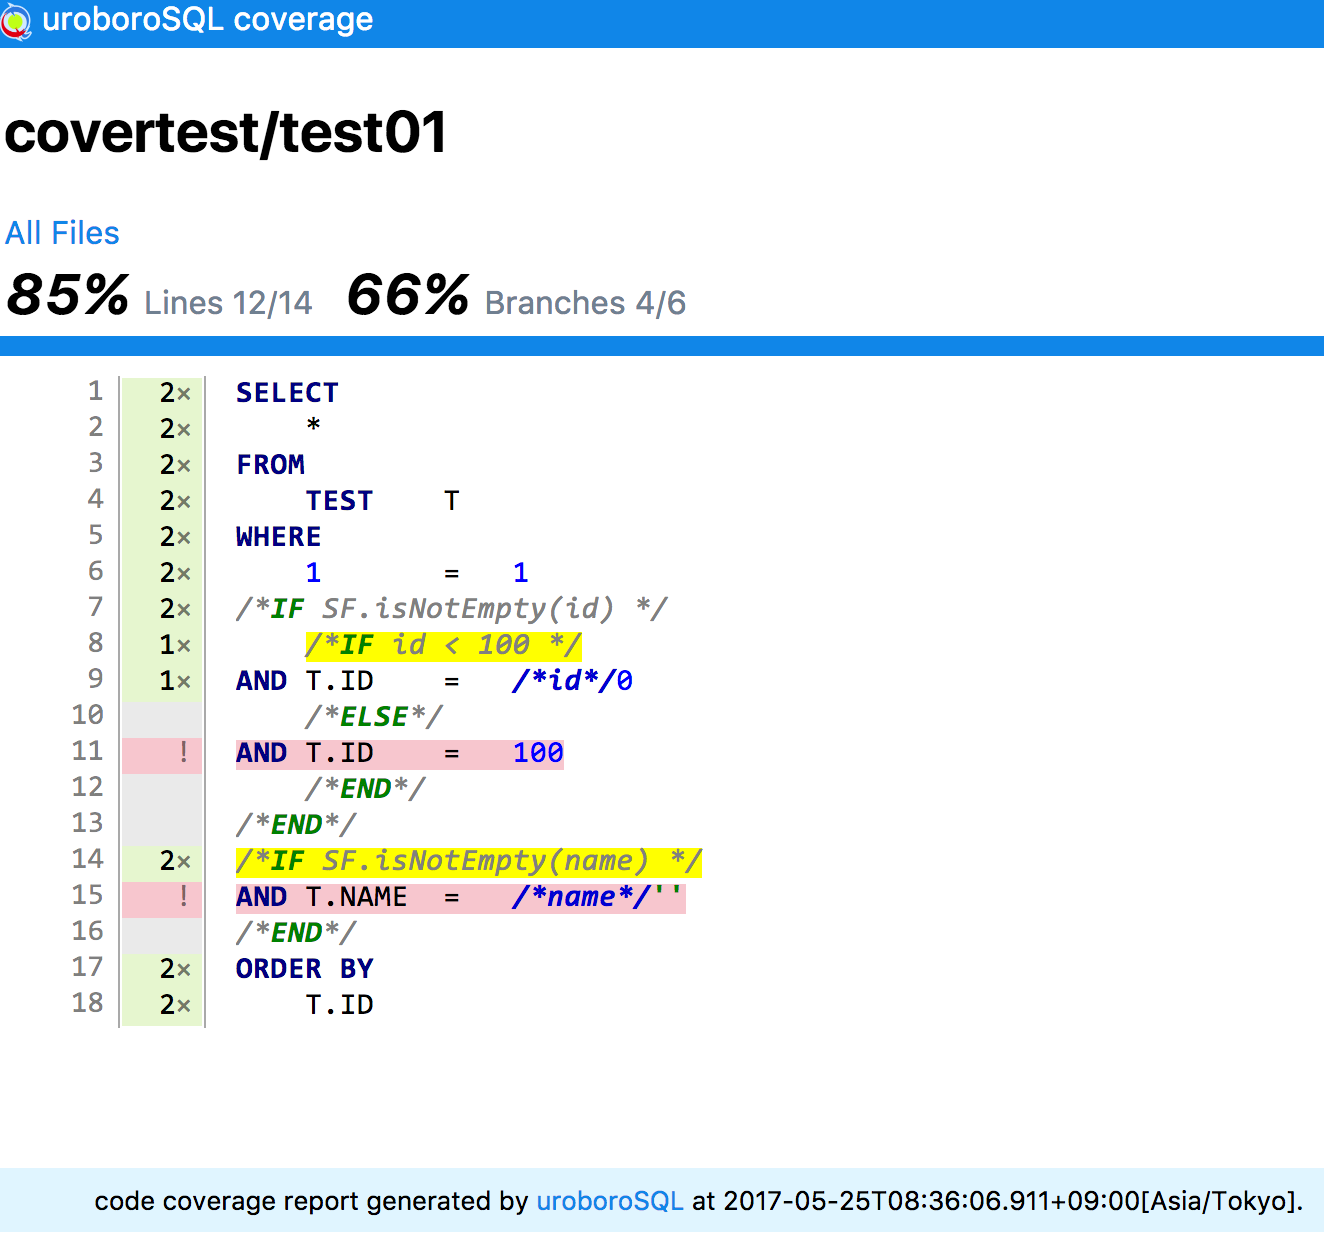 uroboroSQL coverage
covertest/test01
All Files
85% Lines 12/14 66% Branches 4/6
1 2× SELECT
2 2× *
3 2× FROM
4 2× TEST T
5 2× WHERE
6 2× 1 = 1
7 2× /*IF SF.isNotEmpty(id) */
8 1× /*IF id < 100 */
9 1× AND T.ID = /*id*/0
10 /*ELSE*/
11 ! AND T.ID = 100
12 /*END*/
13 /*END*/
14 2× /*IF SF.isNotEmpty(name) */
15 ! AND T.NAME = /*name*/''
16 /*END*/
17 2× ORDER BY
18 2× T.ID
code coverage report generated by uroboroSQL at 2017-05-25T08:36:06.911+09:00[Asia/Tokyo].